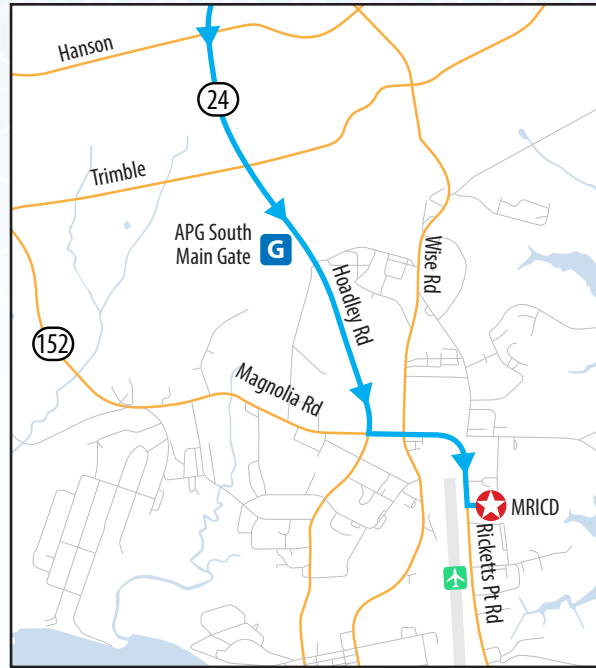 Hanson
24
Trimble
APG South
Main Gate
G
Hoadley Rd
Wise Rd
152
Magnolia Rd
MRICD
Ricketts Pt Rd